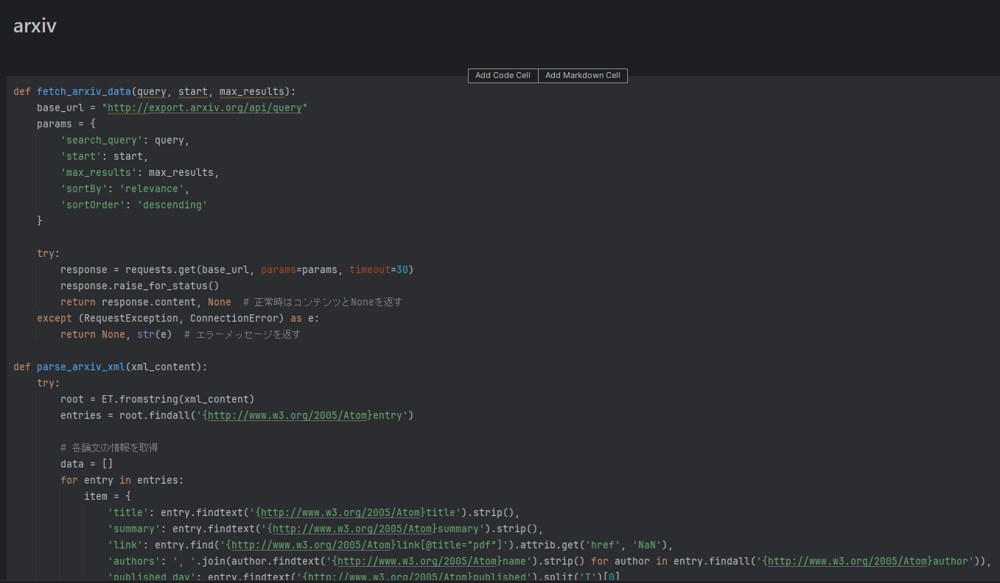 arxiv
Add Code Cell Add Markdown Cell
def fetch_arxiv_data(query, start, max_results):
    base_url = "http://export.arxiv.org/api/query"
    params = {
        'search_query': query,
        'start': start,
        'max_results': max_results,
        'sortBy': 'relevance',
        'sortOrder': 'descending'
    }
    try:
        response = requests.get(base_url, params=params, timeout=30)
        response.raise_for_status()
        return response.content, None  # 正常時はコンテンツとNoneを返す
    except (RequestException, ConnectionError) as e:
        return None, str(e)  # エラーメッセージを返す
def parse_arxiv_xml(xml_content):
    try:
        root = ET.fromstring(xml_content)
        entries = root.findall('{http://www.w3.org/2005/Atom}entry')
        # 各論文の情報を取得
        data = []
        for entry in entries:
            item = {
                'title': entry.findtext('{http://www.w3.org/2005/Atom}title').strip(),
                'summary': entry.findtext('{http://www.w3.org/2005/Atom}summary').strip(),
                'link': entry.find('{http://www.w3.org/2005/Atom}link[@title="pdf"]').attrib.get('href', 'NaN'),
                'authors': ', '.join(author.findtext('{http://www.w3.org/2005/Atom}name').strip() for author in entry.findall('{http://www.w3.org/2005/Atom}author')),
                'published_day': entry.findtext('{http://www.w3.org/2005/Atom}published').split('T')[0]